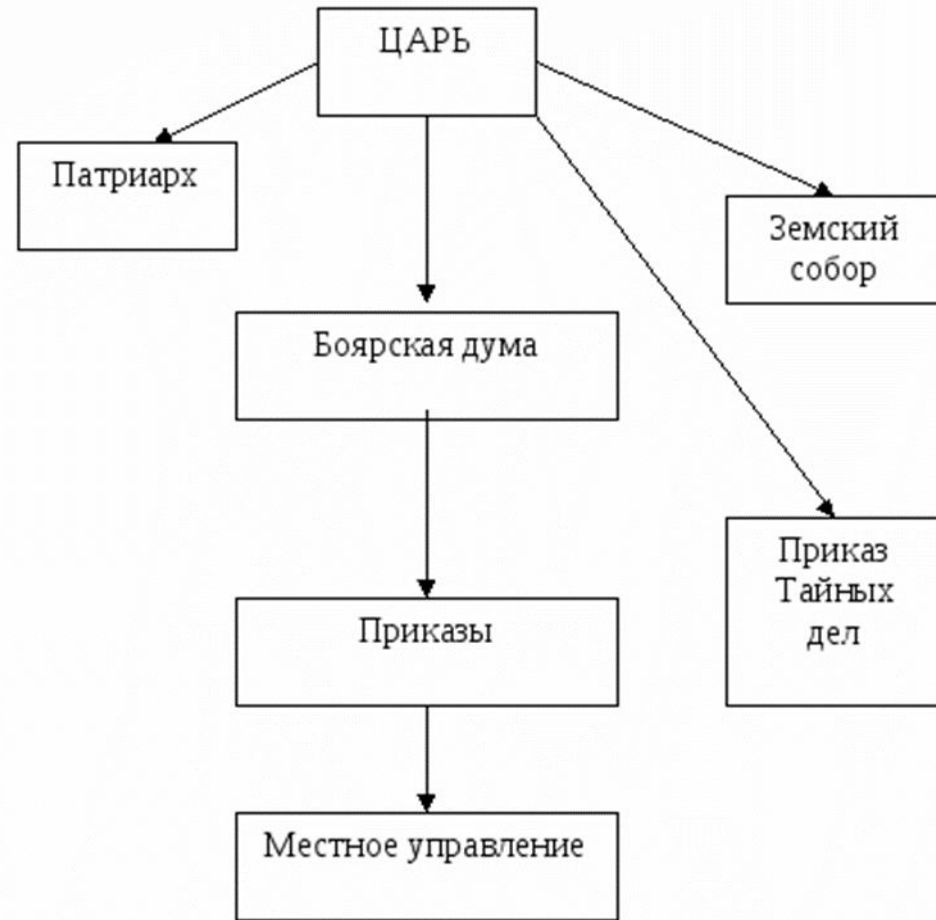 ЦАРЬ
Патриарх
Земский
собор
Боярская дума
Приказ
Тайных
дел
Приказы
Местное управление